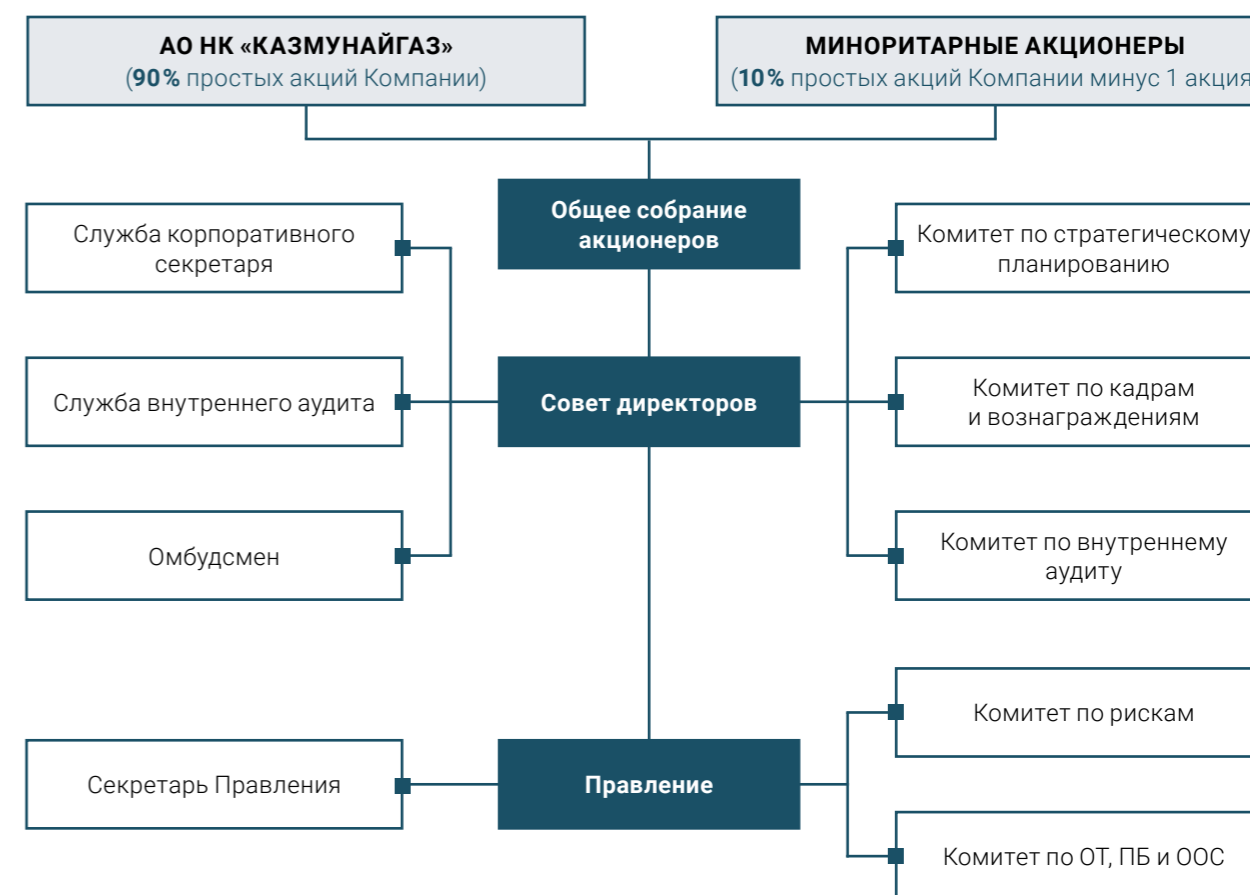 АО НК «КАЗМУНАЙГАЗ»
(90% простых акций Компании)
МИНОРИТАРНЫЕ АКЦИОНЕРЫ
(10% простых акций Компании минус 1 акция
Общее собрание
акционеров
Служба корпоративного
секретаря
Комитет по стратегическому
планированию
Служба внутреннего аудита
Совет директоров
Комитет по кадрам
и вознаграждениям
Омбудсмен
Комитет по внутреннему
аудиту
Комитет по рискам
Секретарь Правления
Правление
Комитет по ОТ, ПБ и ООС